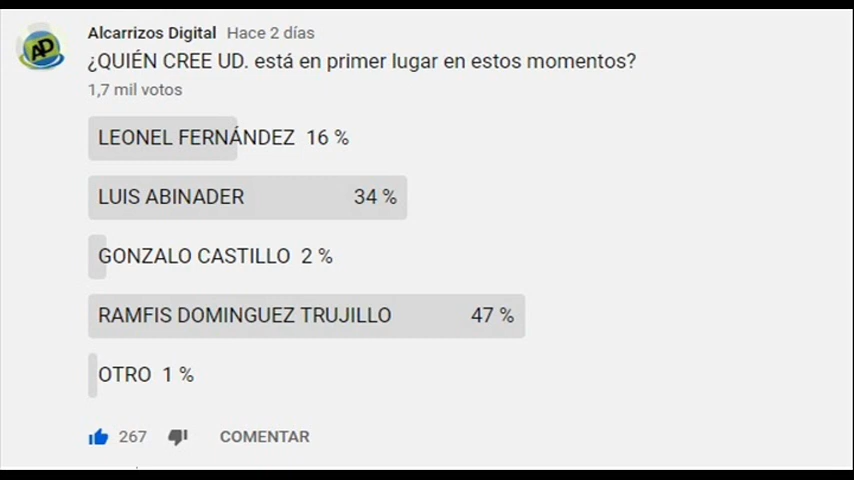 AD
Alcarrizos Digital Hace 2 días
¿QUIÉN CREE UD. está en primer lugar en estos momentos?
1,7 mil votos
LEONEL FERNÁNDEZ 16 %
LUIS ABINADER 34 %
GONZALO CASTILLO 2 %
RAMFIS DOMINGUEZ TRUJILLO 47 %
OTRO 1 %
267 COMENTAR